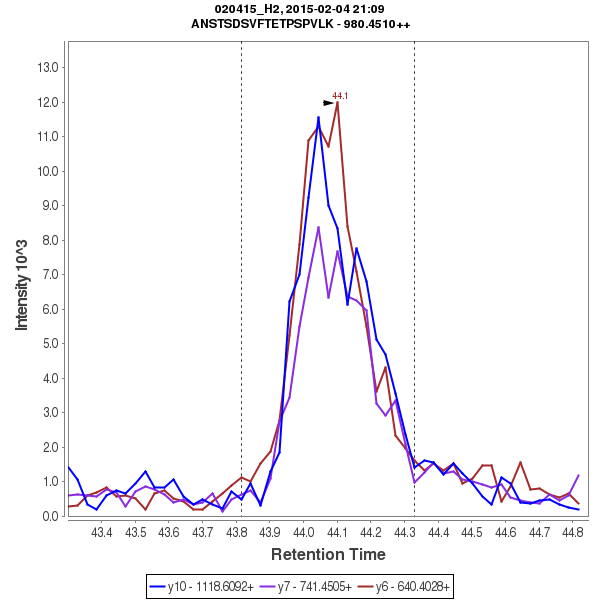 020415_H2, 2015-02-04 21:09
ANSTSDSVFTETPSPVLK - 980.4510++
Intensity 10^3
13.0
12.0
11.0
10.0
9.0
8.0
7.0
6.0
5.0
4.0
3.0
2.0
1.0
0.0
44.1
43.4 43.5 43.6 43.7 43.8 43.9 44.0 44.1 44.2 44.3 44.4 44.5 44.6 44.7 44.8
Retention Time
y10 - 1118.6092+ y7 - 741.4505+ y6 - 640.4028+